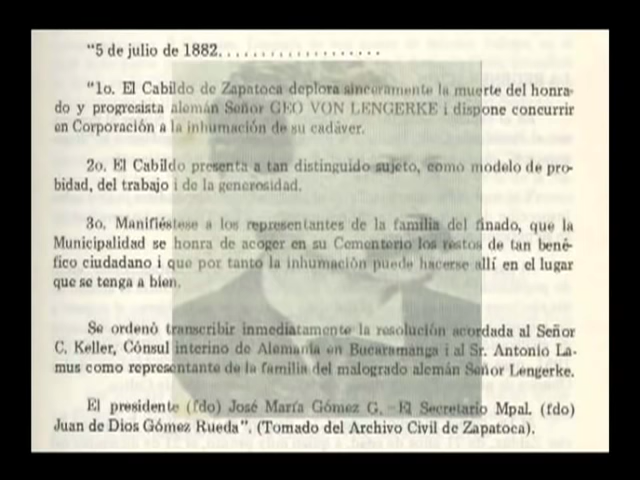 "5 de julio de 1882. . . . . . . . . . . . . . . . . . . .
"1o. El Cabildo de Zapatoca deplora sinceramente la muerte del honra-
do y progresista alemán Señor GEO VON LENGERKE i dispone concurrir
en Corporación a la inhumación de su cadáver.
2o. El Cabildo presenta a tan distinguido sujeto, como modelo de pro-
bidad, del trabajo i de la generosidad.
3o. Manifiéstese a los representantes de la familia del finado, que la
Municipalidad se honra de acoger en su Cementerio los restos de tan bené-
fico ciudadano i que por tanto la inhumación puede hacerse allí en el lugar
que se tenga a bien.
Se ordenó transcribir inmediatamente la resolución acordada al Señor
C. Keller, Cónsul interino de Alemania en Bucaramanga i al Sr. Antonio La-
mus como representante de la familia del malogrado alemán Señor Lengerke.
El presidente (fdo) José María Gómez G. -El Secretario Mpal. (fdo)
Juan de Dios Gómez Rueda". (Tomado del Archivo Civil de Zapatoca).